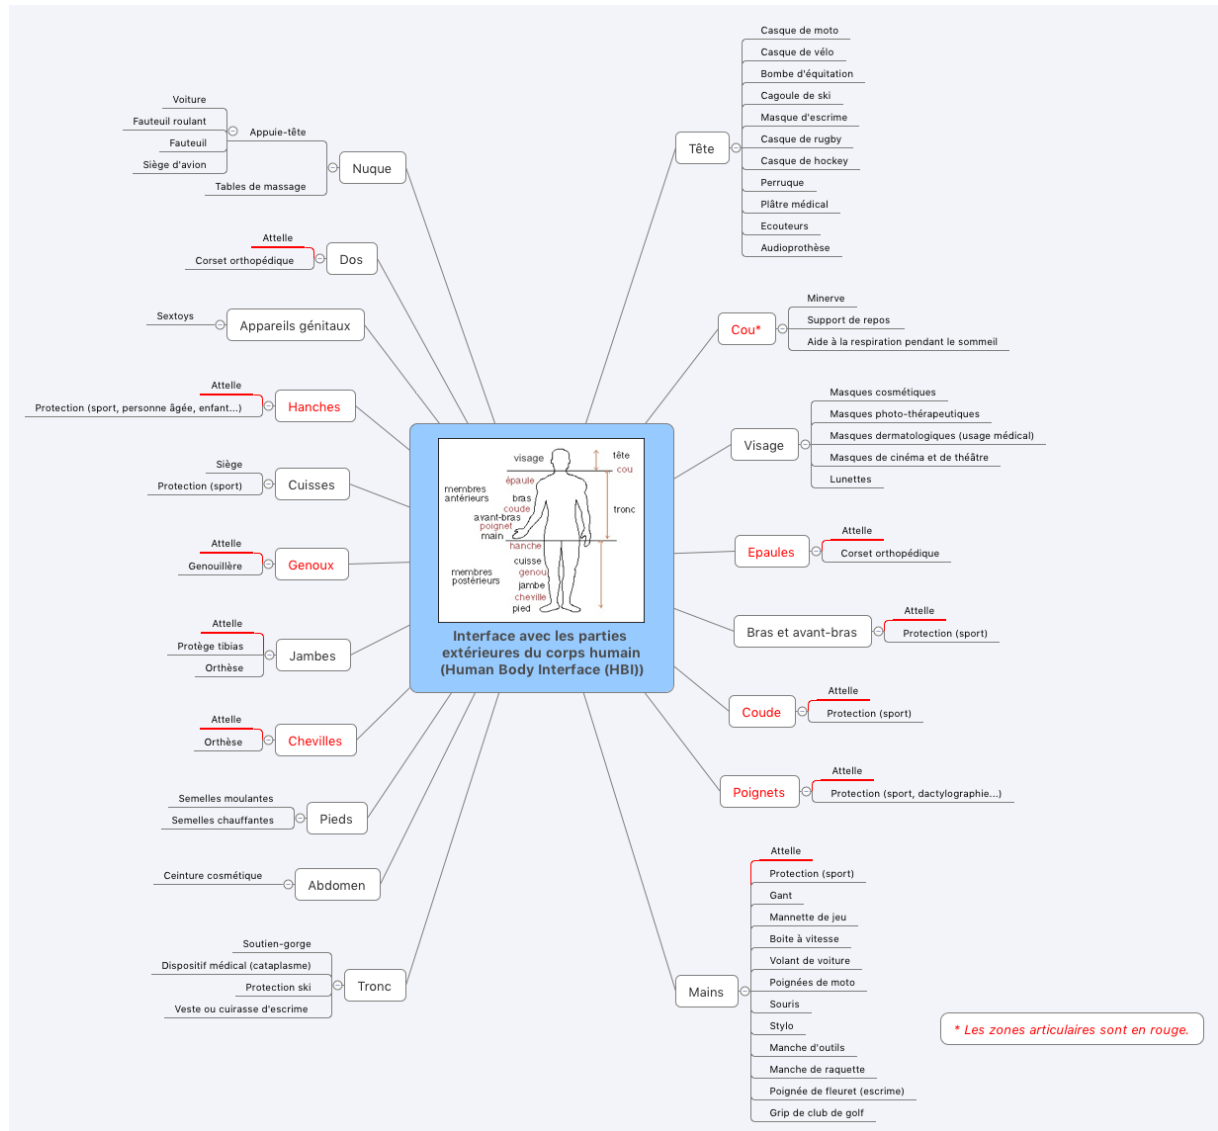 Voiture
Fauteuil roulant
Fauteuil
Siège d'avion
Appuie-tête
Tables de massage
Nuque
Attelle
Corset orthopédique
Dos
Sextoys
Appareils génitaux
Attelle
Protection (sport, personne âgée, enfant...)
Hanches
Siège
Protection (sport)
Cuisses
Attelle
Genouillère
Genoux
Attelle
Protège tibias
Orthèse
Jambes
Attelle
Orthèse
Chevilles
Semelles moulantes
Semelles chauffantes
Pieds
Ceinture cosmétique
Abdomen
Soutien-gorge
Dispositif médical (cataplasme)
Protection ski
Veste ou cuirasse d'escrime
Tronc
visage
tête
cou
épaule
membres
antérieurs
bras
coude
avant-bras
poignet
main
tronc
hanche
cuisse
genou
membres
postérieurs
jambe
cheville
pied
Interface avec les parties
extérieures du corps humain
(Human Body Interface (HBI))
Tête
Casque de moto
Casque de vélo
Bombe d'équitation
Cagoule de ski
Masque d'escrime
Casque de rugby
Casque de hockey
Perruque
Plâtre médical
Ecouteurs
Audioprothèse
Cou*
Minerve
Support de repos
Aide à la respiration pendant le sommeil
Visage
Masques cosmétiques
Masques photo-thérapeutiques
Masques dermatologiques (usage médical)
Masques de cinéma et de théâtre
Lunettes
Epaules
Attelle
Corset orthopédique
Bras et avant-bras
Attelle
Protection (sport)
Coude
Attelle
Protection (sport)
Poignets
Attelle
Protection (sport, dactylographie...)
Mains
Attelle
Protection (sport)
Gant
Mannette de jeu
Boite à vitesse
Volant de voiture
Poignées de moto
Souris
Stylo
Manche d'outils
Manche de raquette
Poignée de fleuret (escrime)
Grip de club de golf
* Les zones articulaires sont en rouge.